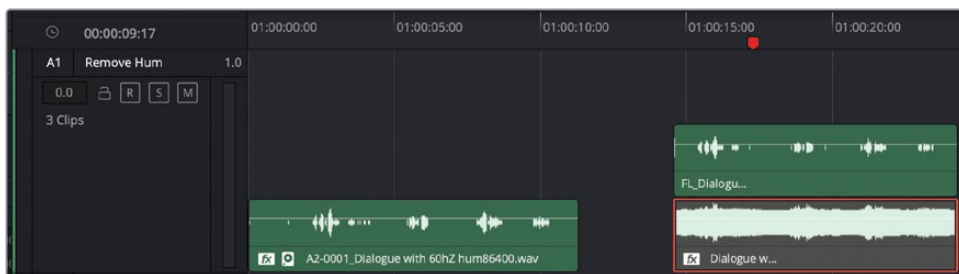 00:00:09:17
01:00:00:00 01:00:05:00 01:00:10:00 01:00:15:00 01:00:20:00
A1 Remove Hum 1.0
0.0 R S M
3 Clips
FL_Dialogu...
fx A2-0001_Dialogue with 60hZ hum86400.wav
fx Dialogue w...